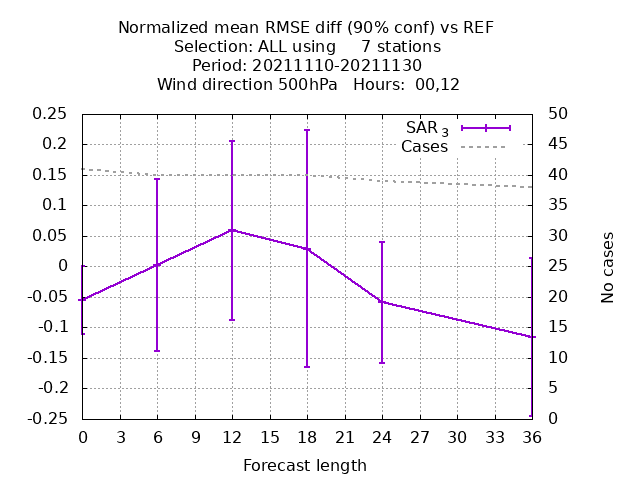 Normalized mean RMSE diff (90% conf) vs REF
Selection: ALL using     7 stations
Period: 20211110-20211130
Wind direction 500hPa   Hours:  00,12
0.25
0.2
0.15
0.1
0.05
0
-0.05
-0.1
-0.15
-0.2
-0.25
SAR 3
Cases
50
45
40
35
30
25
20
15
10
5
0
No cases
0 3 6 9 12 15 18 21 24 27 30 33 36
Forecast length